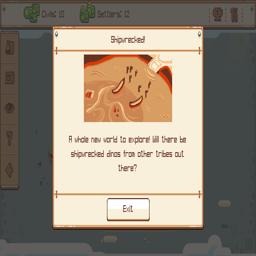 Civis: 10
Settlers: 12
Shipwrecked!
A whole new world to explore! Will there be
shipwrecked dinos from other tribes out
there?
Exit